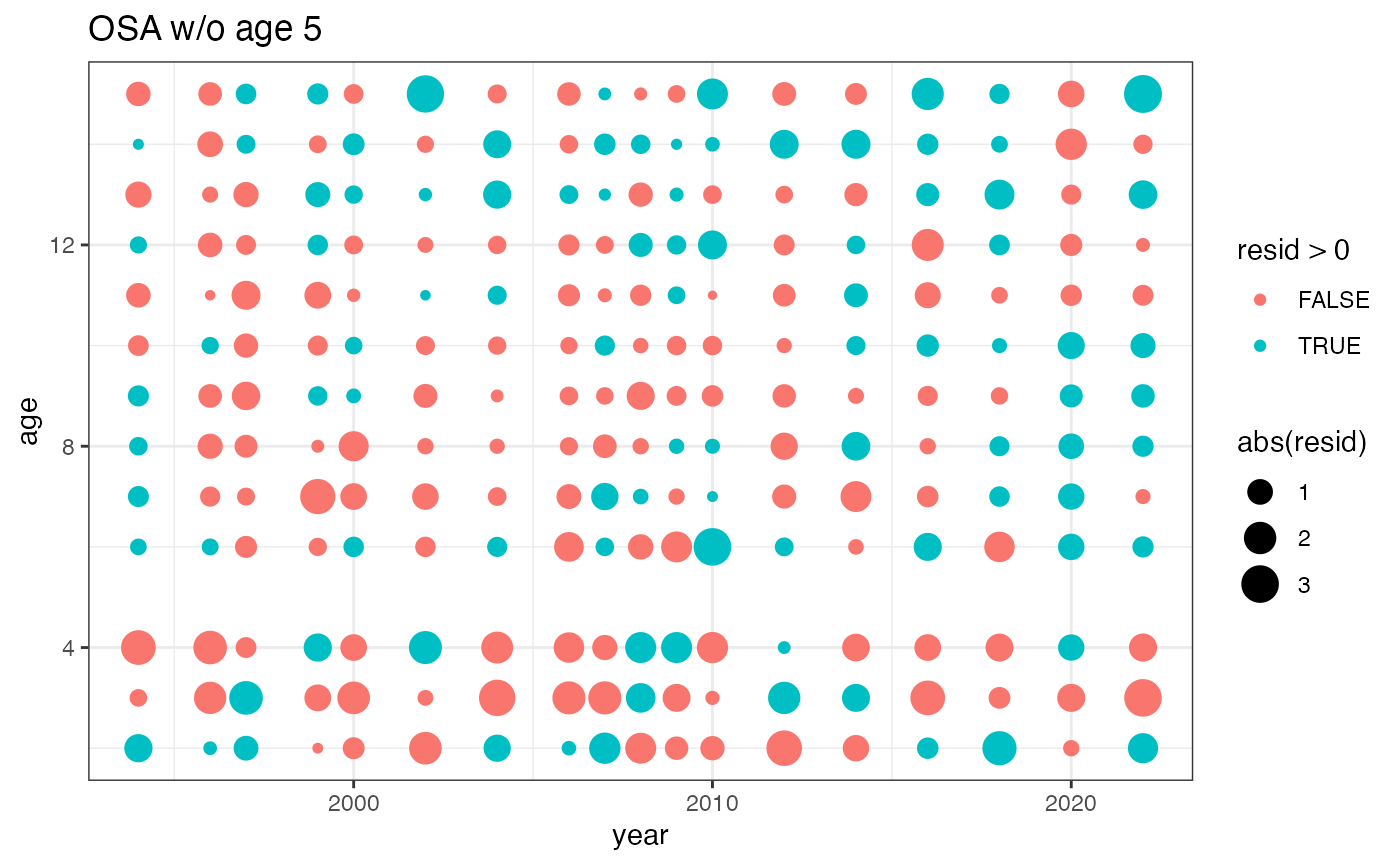 OSA w/o age 5
age
12
8
4
2000
2010
2020
year
resid > 0
FALSE
TRUE
abs(resid)
1
2
3